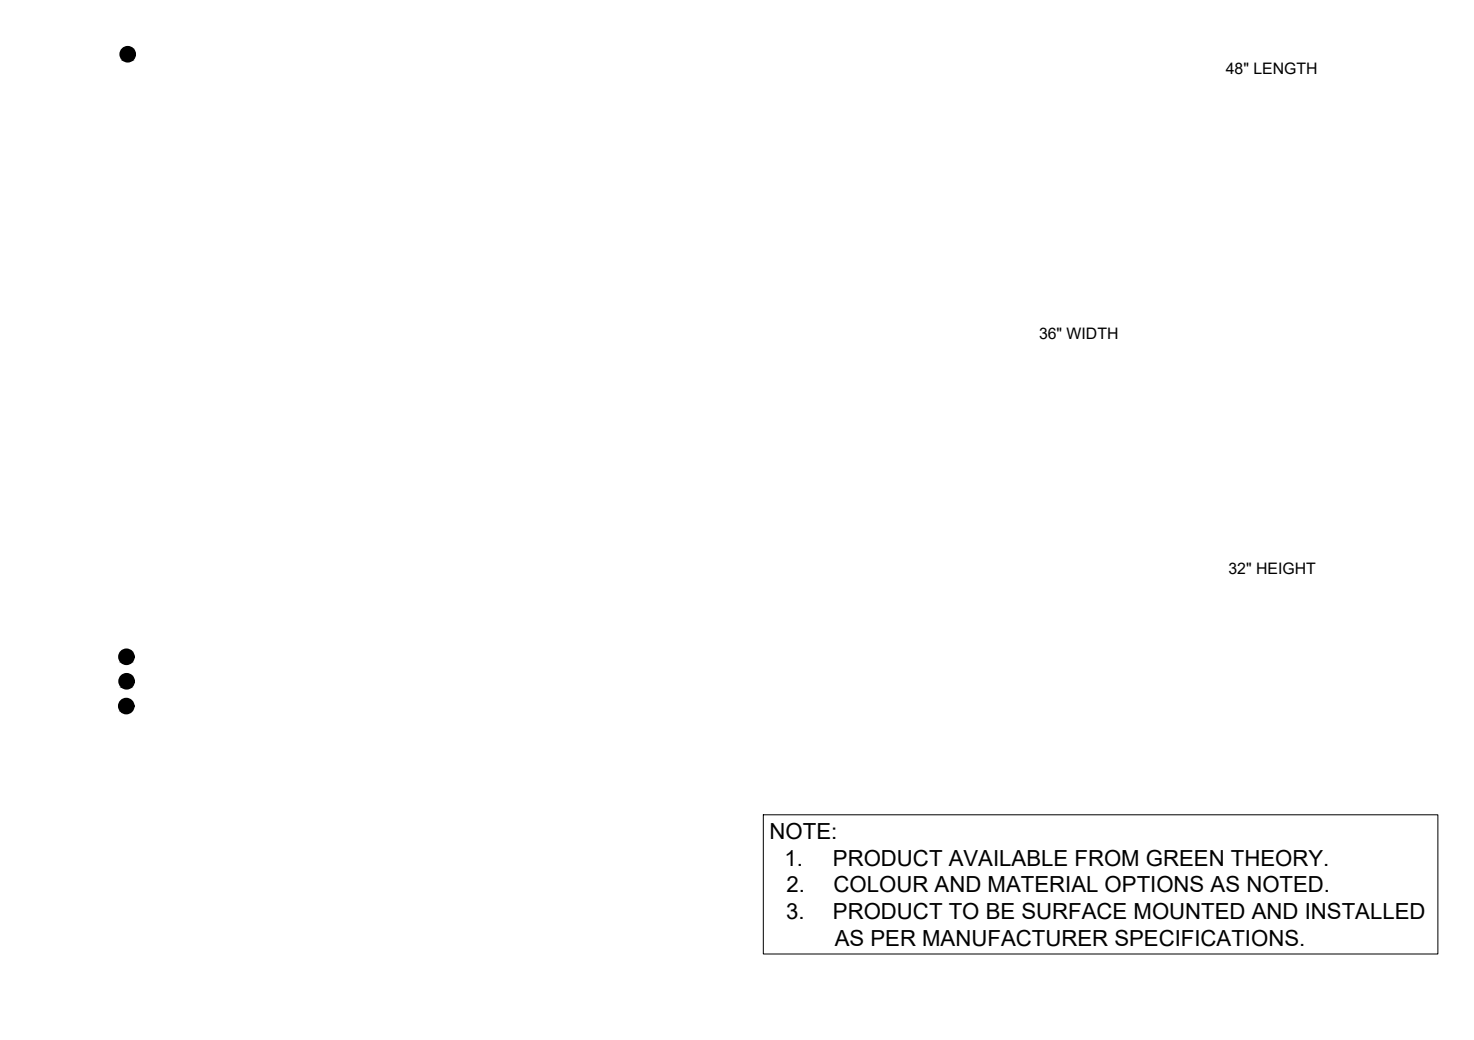 48" LENGTH
36" WIDTH
32" HEIGHT
NOTE:
1. PRODUCT AVAILABLE FROM GREEN THEORY.
2. COLOUR AND MATERIAL OPTIONS AS NOTED.
3. PRODUCT TO BE SURFACE MOUNTED AND INSTALLED
AS PER MANUFACTURER SPECIFICATIONS.